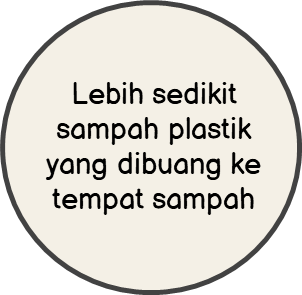 Lebih sedikit
sampah plastik
yang dibuang ke
tempat sampah